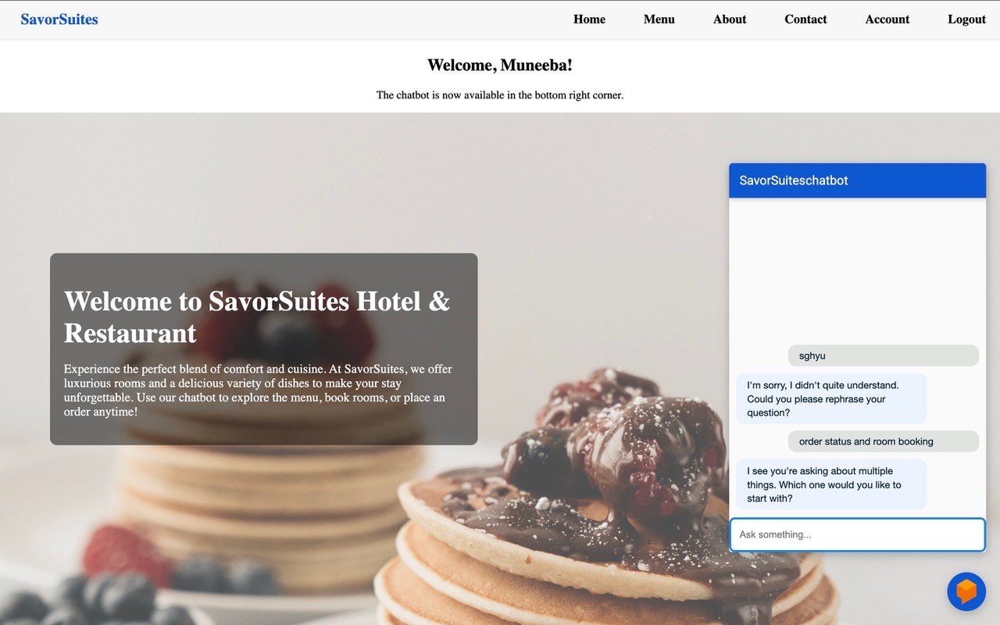 SavorSuites
Home Menu About Contact Account Logout
Welcome, Muneeba!
The chatbot is now available in the bottom right corner.
Welcome to SavorSuites Hotel &
Restaurant
Experience the perfect blend of comfort and cuisine. At SavorSuites, we offer
luxurious rooms and a delicious variety of dishes to make your stay
unforgettable. Use our chatbot to explore the menu, book rooms, or place an
order anytime!
SavorSuiteschatbot
sghyu
I'm sorry, I didn't quite understand.
Could you please rephrase your
question?
order status and room booking
I see you're asking about multiple
things. Which one would you like to
start with?
Ask something...